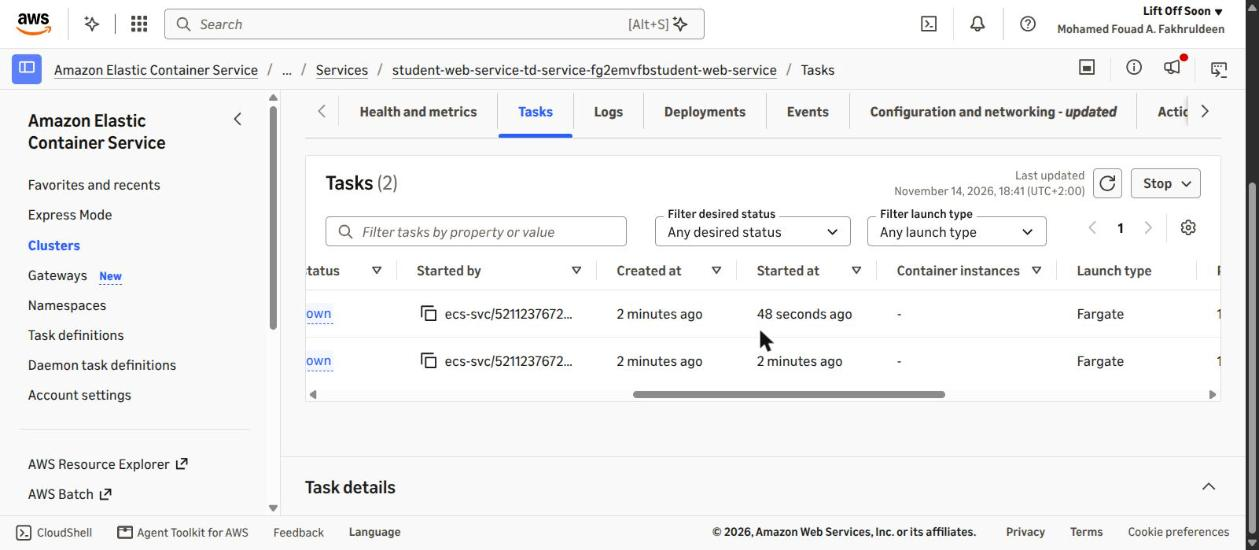 aws
Search
[Alt+S]
Lift Off Soon
Mohamed Fouad A. Fakhruldeen
Amazon Elastic Container Service / ... / Services / student-web-service-td-service-fg2emvfbstudent-web-service / Tasks
Amazon Elastic
Container Service
Favorites and recents
Express Mode
Clusters
Gateways New
Namespaces
Task definitions
Daemon task definitions
Account settings
AWS Resource Explorer
AWS Batch
Health and metrics Tasks Logs Deployments Events Configuration and networking - updated
Tasks (2)
Last updated
November 14, 2026, 18:41 (UTC+2:00)
Stop
Filter tasks by property or value
Filter desired status
Any desired status
Filter launch type
Any launch type
1
tatus Started by Created at Started at Container instances Launch type
own ecs-svc/5211237672... 2 minutes ago 48 seconds ago - Fargate
own ecs-svc/5211237672... 2 minutes ago 2 minutes ago - Fargate
Task details
CloudShell Agent Toolkit for AWS Feedback Language © 2026, Amazon Web Services, Inc. or its affiliates. Privacy Terms Cookie preferences